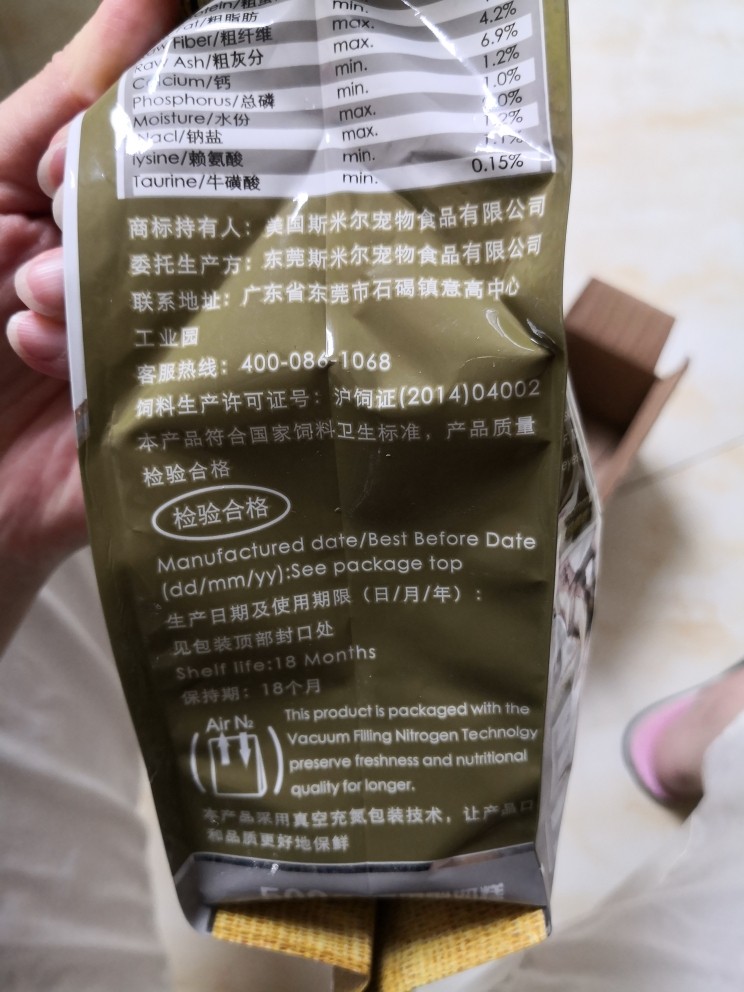 min.
/粗脂肪 max. 4.2%
Fiber/粗纤维 max. 6.9%
Raw Ash/粗灰分 min. 1.2%
Calcium/钙 min. 1.0%
Phosphorus/总磷 max.
Moisture/水份 max. 1.2%
Nacl/钠盐 min. 1.1%
lysine/赖氨酸 min. 0.15%
Taurine/牛磺酸
商标持有人：美国斯米尔宠物食品有限公司
委托生产方：东莞斯米尔宠物食品有限公司
联系地址：广东省东莞市石碣镇意高中心
工业园
客服热线：400-086-1068
饲料生产许可证号：沪饲证(2014)04002
本产品符合国家饲料卫生标准，产品质量
检验合格
检验合格
Manufactured date/Best Before Date
(dd/mm/yy):See package top
生产日期及使用期限（日/月/年）：
见包装顶部封口处
Shelf life:18 Months
保持期：18个月
Air N₂
This product is packaged with the
Vacuum Filling Nitrogen Technolgy
preserve freshness and nutritional
quality for longer.
本产品采用真空充氮包装技术，让产品口
和品质更好地保鲜